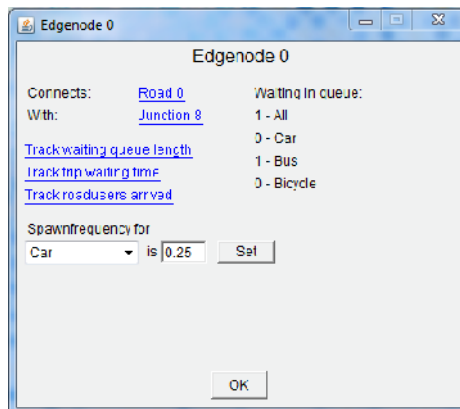 Edgenode 0
Edgenode 0
Connects: Road 0
With: Junction 8
Track waiting queue length
Track trip waiting time
Track roadusers arrived
Waiting in queue:
1 - All
0 - Car
1 - Bus
0 - Bicycle
Spawnfrequency for
Car is 0.25 Set
OK